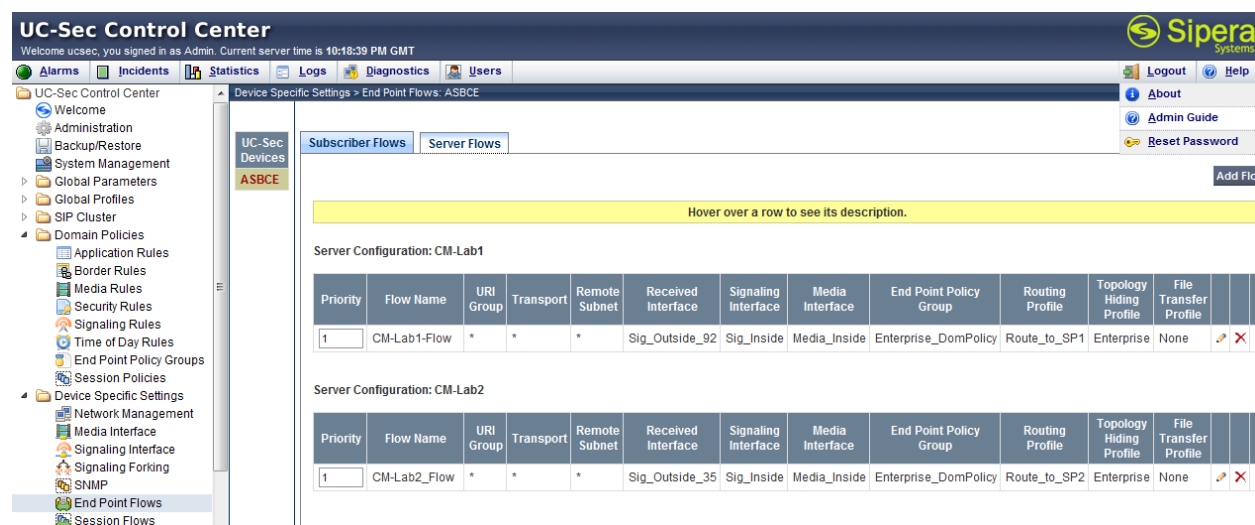 UC-Sec Control Center
Welcome ucsec, you signed in as Admin. Current server time is 10:18:39 PM GMT
Sipera
Systems
Alarms Incidents Statistics Logs Diagnostics Users Logout Help
About
Admin Guide
Reset Password
UC-Sec Control Center
Welcome
Administration
Backup/Restore
System Management
Global Parameters
Global Profiles
SIP Cluster
Domain Policies
Application Rules
Border Rules
Media Rules
Security Rules
Signaling Rules
Time of Day Rules
End Point Policy Groups
Session Policies
Device Specific Settings
Network Management
Media Interface
Signaling Interface
Signaling Forking
SNMP
End Point Flows
Session Flows
Device Specific Settings > End Point Flows: ASBCE
UC-Sec Devices
ASBCE
Subscriber Flows Server Flows
Add Flo
Hover over a row to see its description.
Server Configuration: CM-Lab1
Priority Flow Name URI Group Transport Remote Subnet Received Interface Signaling Interface Media Interface End Point Policy Group Routing Profile Topology Hiding Profile File Transfer Profile
1 CM-Lab1-Flow * * * Sig_Outside_92 Sig_Inside Media_Inside Enterprise_DomPolicy Route_to_SP1 Enterprise None
Server Configuration: CM-Lab2
Priority Flow Name URI Group Transport Remote Subnet Received Interface Signaling Interface Media Interface End Point Policy Group Routing Profile Topology Hiding Profile File Transfer Profile
1 CM-Lab2_Flow * * * Sig_Outside_35 Sig_Inside Media_Inside Enterprise_DomPolicy Route_to_SP2 Enterprise None